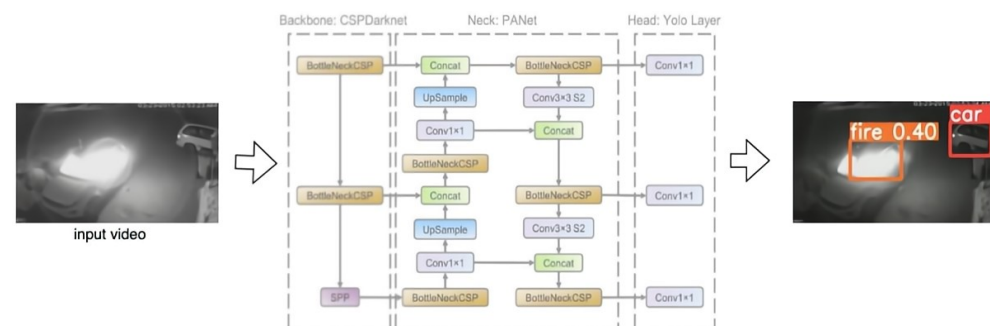 Backbone: CSPDarknet
Neck: PANet
Head: Yolo Layer
BottleNeckCSP
Concat
BottleNeckCSP
Conv1×1
UpSample
Conv3×3 S2
Conv1×1
Concat
BottleNeckCSP
BottleNeckCSP
Concat
BottleNeckCSP
Conv1×1
UpSample
Conv3×3 S2
Conv1×1
Concat
SPP
BottleNeckCSP
BottleNeckCSP
Conv1×1
input video
fire 0.40
car